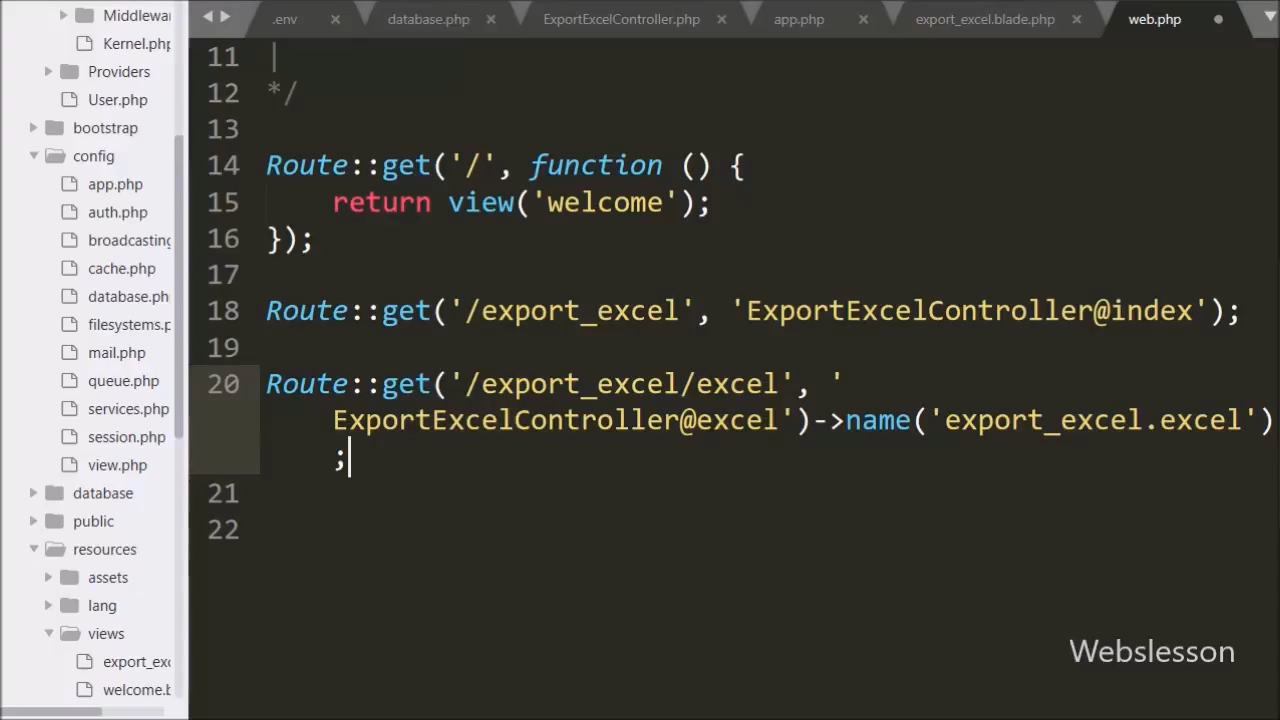 .env
database.php
ExportExcelController.php
app.php
export_excel.blade.php
web.php
Middlewar
Kernel.php
Providers
User.php
bootstrap
config
app.php
auth.php
broadcasting
cache.php
database.ph
filesystems.p
mail.php
queue.php
services.php
session.php
view.php
database
public
resources
assets
lang
views
export_exc
welcome.b
11 |
12 */
13
14 Route::get('/', function () {
15 return view('welcome');
16 });
17
18 Route::get('/export_excel', 'ExportExcelController@index');
19
20 Route::get('/export_excel/excel', '
ExportExcelController@excel')->name('export_excel.excel')
;
21
22
Webslesson